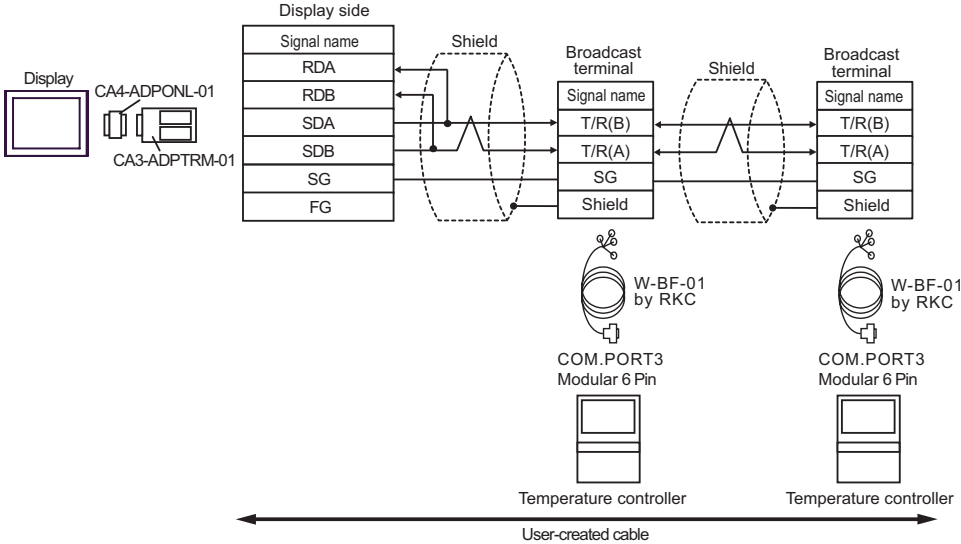 Display side
Signal name
RDA
RDB
SDA
SDB
SG
FG
Display
CA4-ADPONL-01
CA3-ADPTRM-01
Shield
Broadcast
terminal
Signal name
T/R(B)
T/R(A)
SG
Shield
Shield
Broadcast
terminal
Signal name
T/R(B)
T/R(A)
SG
Shield
W-BF-01
by RKC
COM.PORT3
Modular 6 Pin
Temperature controller
W-BF-01
by RKC
COM.PORT3
Modular 6 Pin
Temperature controller
User-created cable